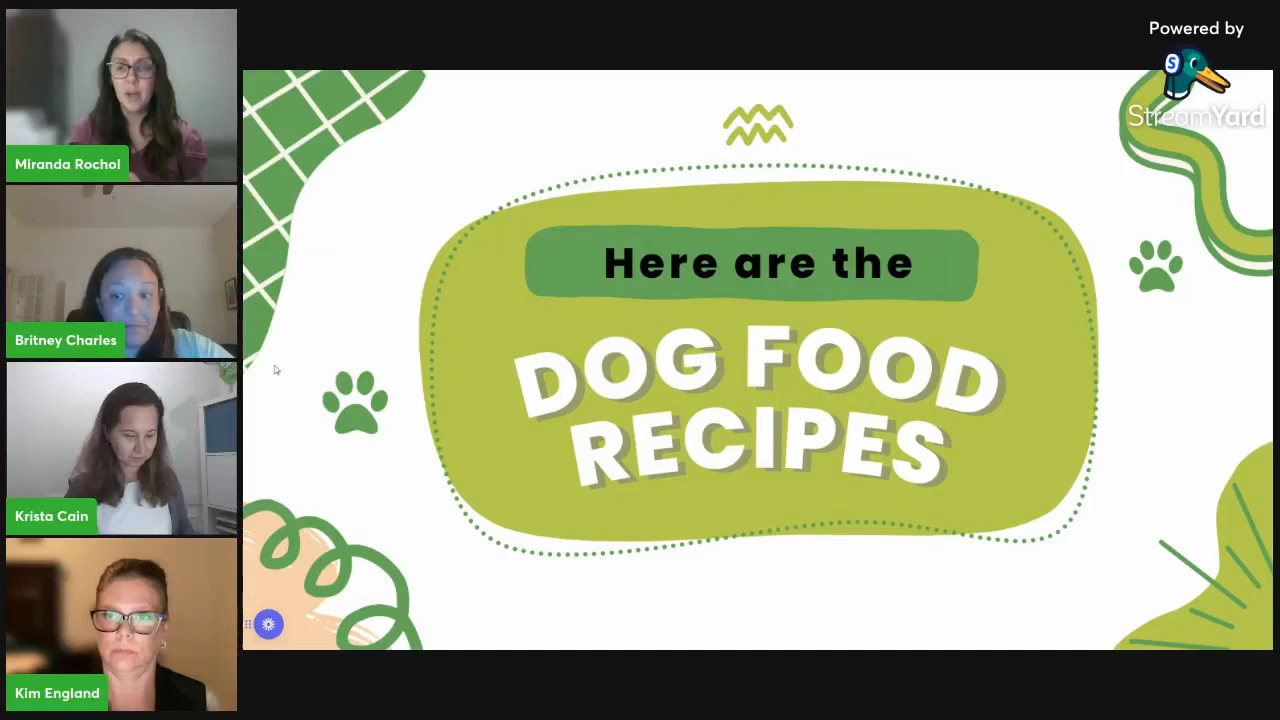 Miranda Rochol
Britney Charles
Krista Cain
Kim England
Powered by
S
StreamYard
Here are the
DOG FOOD
RECIPES